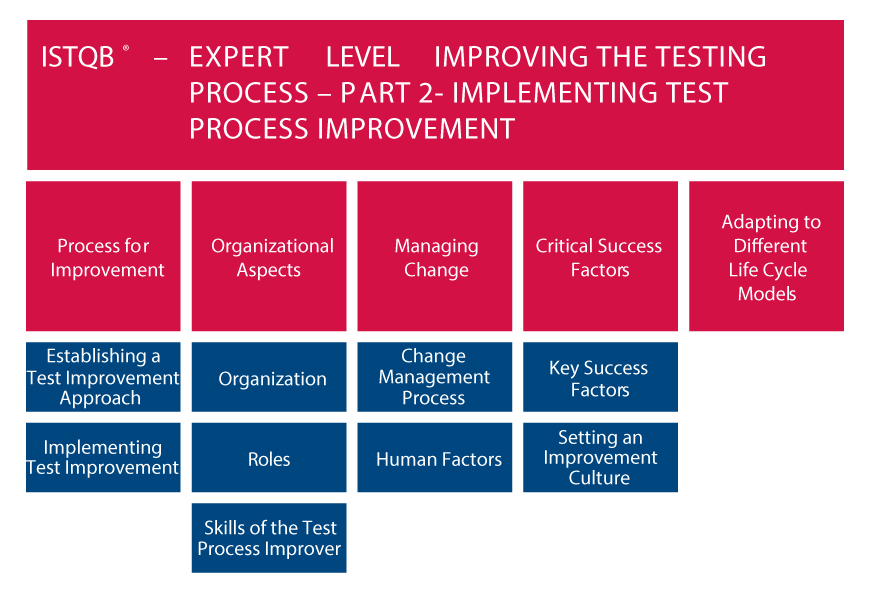 ISTQB ® – EXPERT LEVEL IMPROVING THE TESTING
PROCESS – PART 2- IMPLEMENTING TEST
PROCESS IMPROVEMENT
Process for
Improvement
Organizational
Aspects
Managing
Change
Critical Success
Factors
Adapting to
Different
Life Cycle
Models
Establishing a
Test Improvement
Approach
Organization
Change
Management
Process
Key Success
Factors
Implementing
Test Improvement
Roles
Human Factors
Setting an
Improvement
Culture
Skills of the Test
Process Improver